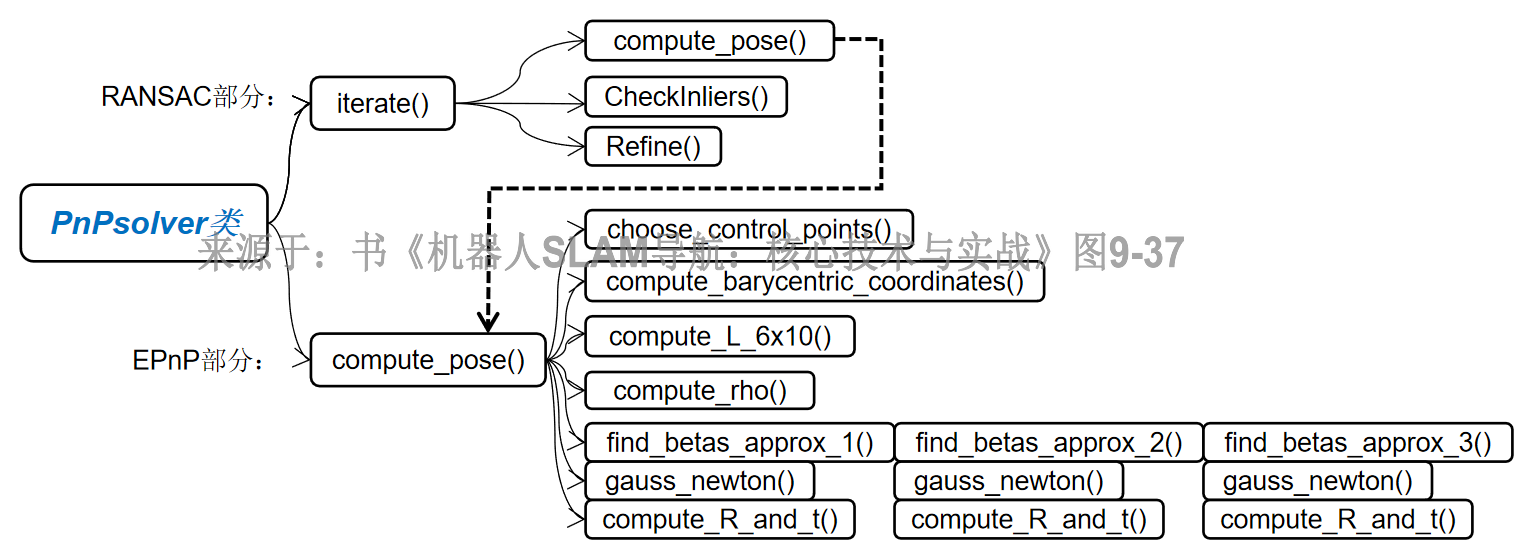 compute_pose()
RANSAC部分：
iterate()
CheckInliers()
Refine()
PnPsolver类
choose_control_points()
来源于：书《机器人SLAM导航：核心技术与实战》图9-37
compute_barycentric_coordinates()
compute_L_6x10()
EPnP部分：
compute_pose()
compute_rho()
find_betas_approx_1() find_betas_approx_2() find_betas_approx_3()
gauss_newton() gauss_newton() gauss_newton()
compute_R_and_t() compute_R_and_t() compute_R_and_t()